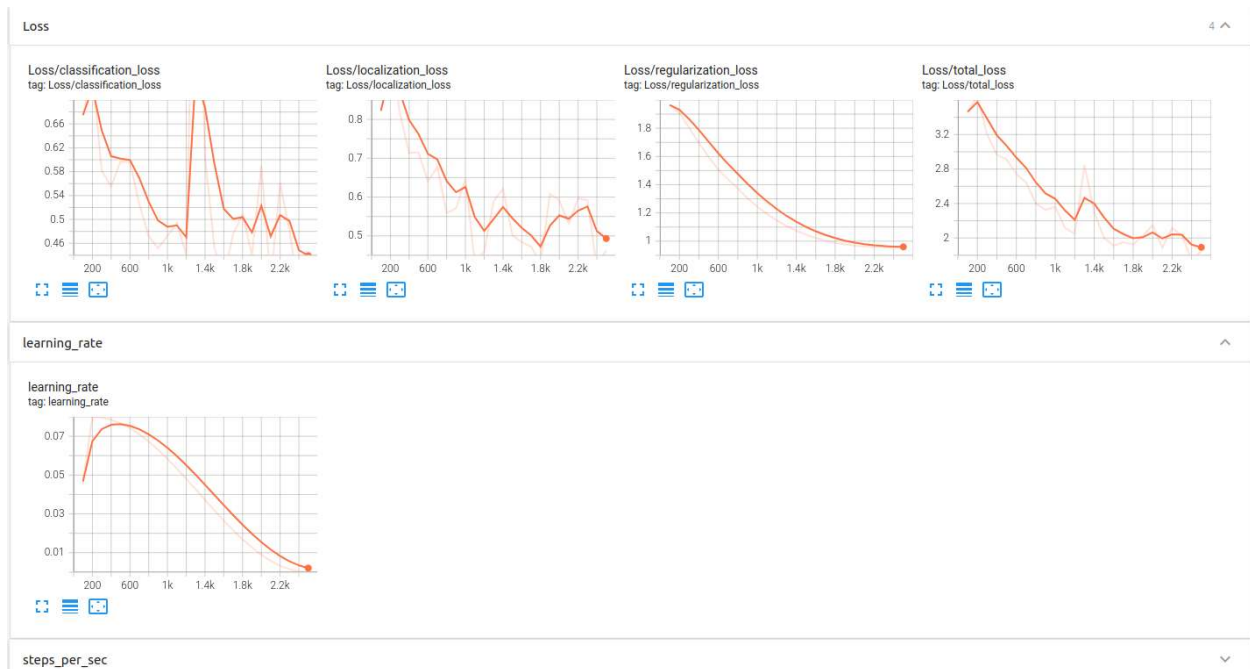 Loss
4
Loss/classification_loss
tag: Loss/classification_loss
0.66
0.62
0.58
0.54
0.5
0.46
200 600 1k 1.4k 1.8k 2.2k
Loss/localization_loss
tag: Loss/localization_loss
0.8
0.7
0.6
0.5
200 600 1k 1.4k 1.8k 2.2k
Loss/regularization_loss
tag: Loss/regularization_loss
1.8
1.6
1.4
1.2
1
200 600 1k 1.4k 1.8k 2.2k
Loss/total_loss
tag: Loss/total_loss
3.2
2.8
2.4
2
200 600 1k 1.4k 1.8k 2.2k
learning_rate
learning_rate
tag: learning_rate
0.07
0.05
0.03
0.01
200 600 1k 1.4k 1.8k 2.2k
steps_per_sec